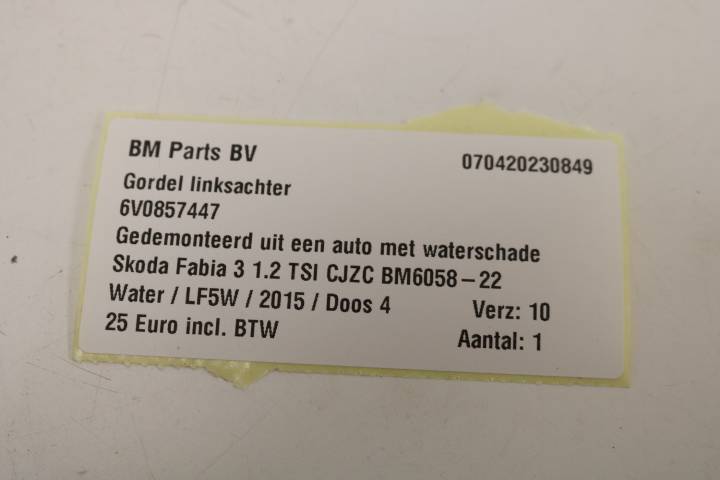 BM Parts BV 070420230849
Gordel linksachter
6V0857447
Gedemonteerd uit een auto met waterschade
Skoda Fabia 3 1.2 TSI CJZC BM6058-22
Water / LF5W / 2015 / Doos 4 Verz: 10
25 Euro incl. BTW Aantal: 1